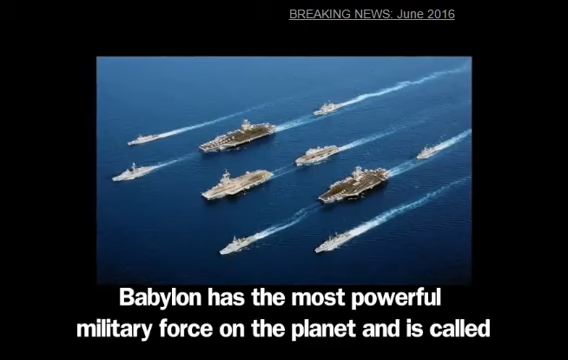 BREAKING NEWS: June 2016
Babylon has the most powerful
military force on the planet and is called